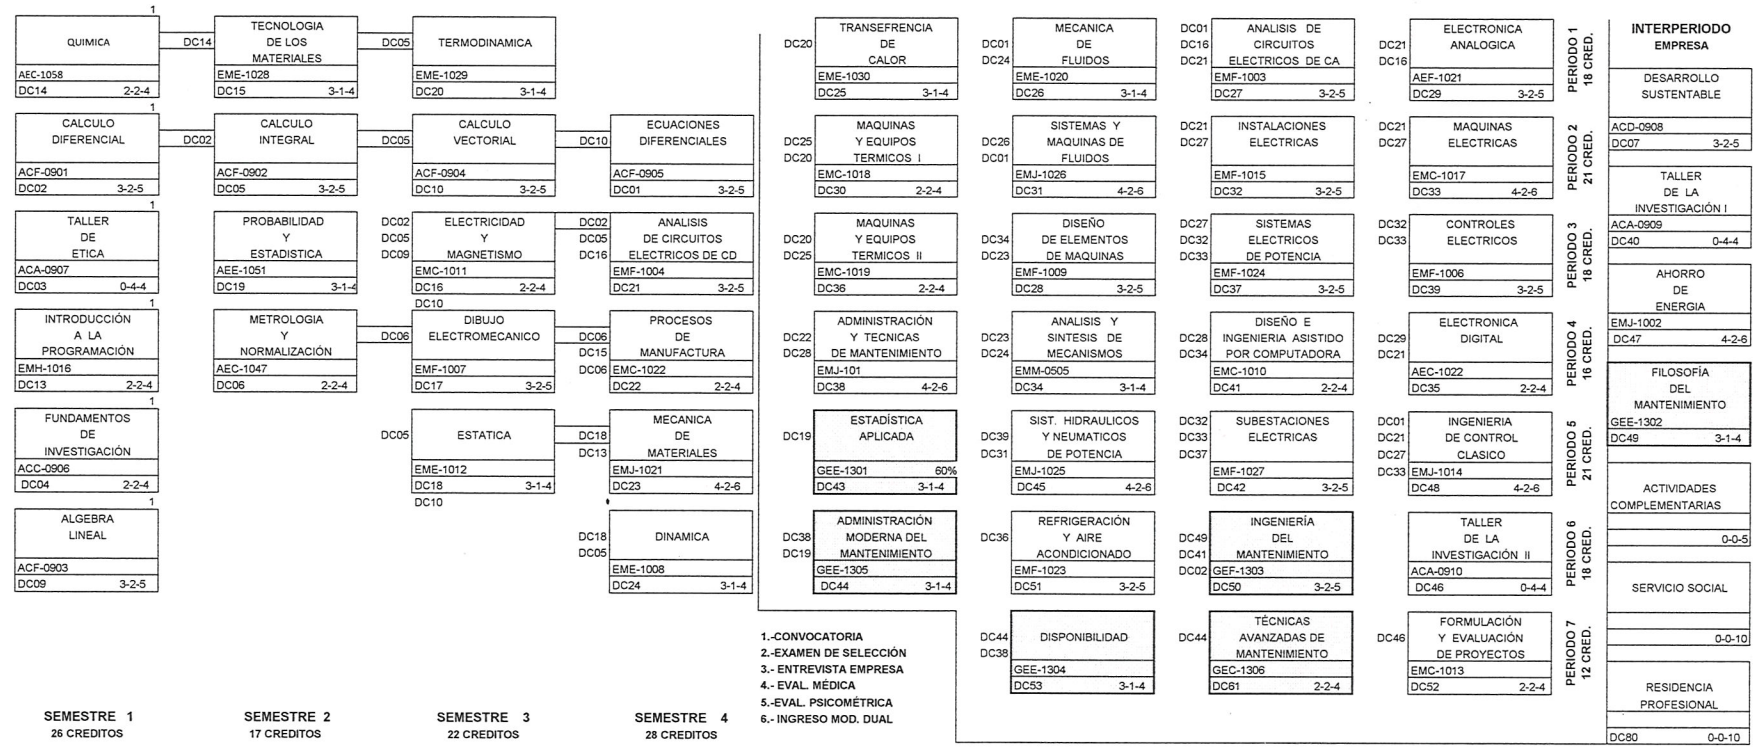 1
QUIMICA
AEC-1058
DC14 2-2-4
1
CALCULO
DIFERENCIAL
ACF-0901
DC02 3-2-5
1
TALLER
DE
ETICA
ACA-0907
DC03 0-4-4
1
INTRODUCCIÓN
A LA
PROGRAMACIÓN
EMH-1016
DC13 2-2-4
1
FUNDAMENTOS
DE
INVESTIGACIÓN
ACC-0906
DC04 2-2-4
1
ALGEBRA
LINEAL
ACF-0903
DC09 3-2-5
SEMESTRE 1
26 CREDITOS
DC14
TECNOLOGIA
DE LOS
MATERIALES
EME-1028
DC15 3-1-4
DC02
CALCULO
INTEGRAL
ACF-0902
DC05 3-2-5
PROBABILIDAD
Y
ESTADISTICA
AEE-1051
DC19 3-1-4
METROLOGIA
Y
NORMALIZACIÓN
AEC-1047
DC06 2-2-4
SEMESTRE 2
17 CREDITOS
DC05
TERMODINAMICA
EME-1029
DC20 3-1-4
DC05
CALCULO
VECTORIAL
ACF-0904
DC10 3-2-5
DC02
DC05
DC09
ELECTRICIDAD
Y
MAGNETISMO
EMC-1011
DC16 2-2-4
DC10
DC06
DIBUJO
ELECTROMECANICO
EMF-1007
DC17 3-2-5
DC05
ESTATICA
EME-1012
DC18 3-1-4
DC10
SEMESTRE 3
22 CREDITOS
DC10
ECUACIONES
DIFERENCIALES
ACF-0905
DC01 3-2-5
DC02
DC05
DC16
ANALISIS
DE CIRCUITOS
ELECTRICOS DE CD
EMF-1004
DC21 3-2-5
DC06
DC15
DC06
PROCESOS
DE
MANUFACTURA
EMC-1022
DC22 2-2-4
DC18
DC13
MECANICA
DE
MATERIALES
EMJ-1021
DC23 4-2-6
DC18
DC05
DINAMICA
EME-1008
DC24 3-1-4
SEMESTRE 4
28 CREDITOS
1.-CONVOCATORIA
2.-EXAMEN DE SELECCIÓN
3.- ENTREVISTA EMPRESA
4.- EVAL. MÉDICA
5.-EVAL. PSICOMÉTRICA
6.- INGRESO MOD. DUAL
DC20
TRANSEFRENCIA
DE
CALOR
EME-1030
DC25 3-1-4
DC01
DC24
MECANICA
DE
FLUIDOS
EME-1020
DC26 3-1-4
DC01
DC16
DC21
ANALISIS DE
CIRCUITOS
ELECTRICOS DE CA
EMF-1003
DC27 3-2-5
DC21
DC16
ELECTRONICA
ANALOGICA
AEF-1021
DC29 3-2-5
PERIODO 1
18 CRED.
DC25
DC20
MAQUINAS
Y EQUIPOS
TERMICOS I
EMC-1018
DC30 2-2-4
DC26
DC01
SISTEMAS Y
MAQUINAS DE
FLUIDOS
EMJ-1026
DC31 4-2-6
DC21
DC27
INSTALACIONES
ELECTRICAS
EMF-1015
DC32 3-2-5
DC21
DC27
MAQUINAS
ELECTRICAS
EMC-1017
DC33 4-2-6
PERIODO 2
21 CRED.
DC20
DC25
MAQUINAS
Y EQUIPOS
TERMICOS II
EMC-1019
DC36 2-2-4
DC34
DC23
DISEÑO
DE ELEMENTOS
DE MAQUINAS
EMF-1009
DC28 3-2-5
DC27
DC32
DC33
SISTEMAS
ELECTRICOS
DE POTENCIA
EMF-1024
DC37 3-2-5
DC32
DC33
CONTROLES
ELECTRICOS
EMF-1006
DC39 3-2-5
PERIODO 3
18 CRED.
DC22
DC28
ADMINISTRACIÓN
Y TECNICAS
DE MANTENIMIENTO
EMJ-101
DC38 4-2-6
DC23
DC24
ANALISIS Y
SINTESIS DE
MECANISMOS
EMM-0505
DC34 3-1-4
DC28
DC34
DISEÑO E
INGENIERIA ASISTIDO
POR COMPUTADORA
EMC-1010
DC41 2-2-4
DC29
DC21
ELECTRONICA
DIGITAL
AEC-1022
DC35 2-2-4
PERIODO 4
16 CRED.
DC19
ESTADÍSTICA
APLICADA
GEE-1301 60%
DC43 3-1-4
DC39
DC31
SIST. HIDRAULICOS
Y NEUMATICOS
DE POTENCIA
EMJ-1025
DC45 4-2-6
DC32
DC33
DC37
SUBESTACIONES
ELECTRICAS
EMF-1027
DC42 3-2-5
DC01
DC21
DC27
DC33
INGENIERIA
DE CONTROL
CLASICO
EMJ-1014
DC48 4-2-6
PERIODO 5
21 CRED.
DC38
DC19
ADMINISTRACIÓN
MODERNA DEL
MANTENIMIENTO
GEE-1305
DC44 3-1-4
DC36
REFRIGERACIÓN
Y AIRE
ACONDICIONADO
EMF-1023
DC51 3-2-5
DC49
DC41
DC02
INGENIERÍA
DEL
MANTENIMIENTO
GEF-1303
DC50 3-2-5
TALLER
DE LA
INVESTIGACIÓN II
ACA-0910
DC46 0-4-4
PERIODO 6
18 CRED.
DC44
DC38
DISPONIBILIDAD
GEE-1304
DC53 3-1-4
DC44
TÉCNICAS
AVANZADAS DE
MANTENIMIENTO
GEC-1306
DC61 2-2-4
DC46
FORMULACIÓN
Y EVALUACIÓN
DE PROYECTOS
EMC-1013
DC52 2-2-4
PERIODO 7
12 CRED.
INTERPERIODO
EMPRESA
DESARROLLO
SUSTENTABLE
ACD-0908
DC07 3-2-5
TALLER
DE LA
INVESTIGACIÓN I
ACA-0909
DC40 0-4-4
AHORRO
DE
ENERGIA
EMJ-1002
DC47 4-2-6
FILOSOFÍA
DEL
MANTENIMIENTO
GEE-1302
DC49 3-1-4
ACTIVIDADES
COMPLEMENTARIAS
0-0-5
SERVICIO SOCIAL
0-0-10
RESIDENCIA
PROFESIONAL
DC80 0-0-10